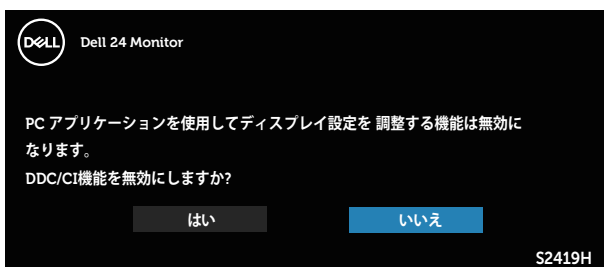 DELL
Dell 24 Monitor
PC アプリケーションを使用してディスプレイ設定を 調整する機能は無効に
なります。
DDC/CI機能を無効にしますか?
はい
いいえ
S2419H